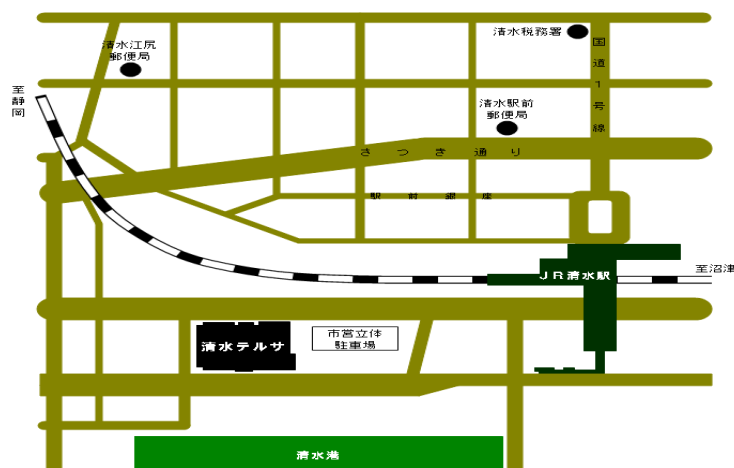 清水税務署
国道1号線
清水江尻
郵便局
至静岡
清水駅前
郵便局
さつき通り
駅前銀座
至沼津
JR清水駅
市営立体
駐車場
清水テルサ
清水港